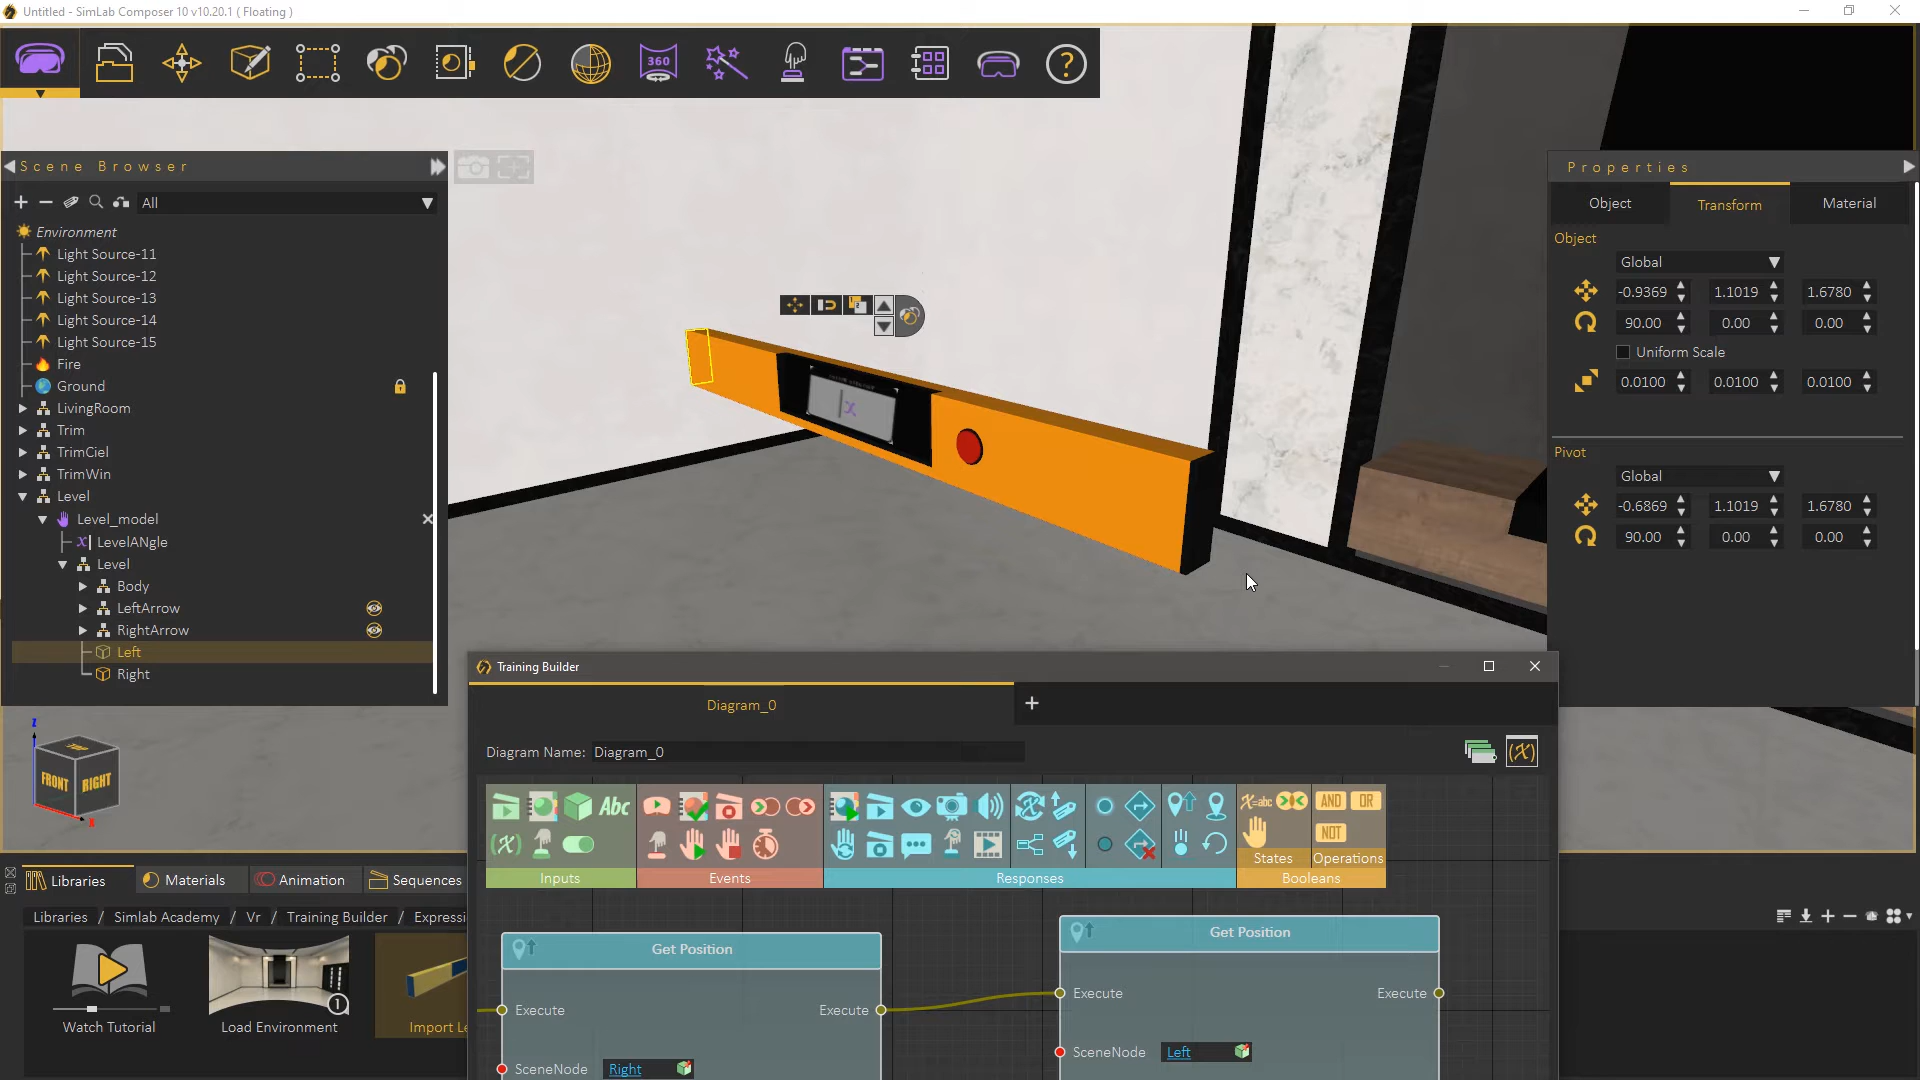 Untitled - SimLab Composer 10 v10.20.1 ( Floating )
360
?
Scene Browser
All
Environment
Light Source-11
Light Source-12
Light Source-13
Light Source-14
Light Source-15
Fire
Ground
LivingRoom
Trim
TrimCiel
TrimWin
Level
Level_model
LevelANgle
Level
Body
LeftArrow
RightArrow
Left
Right
Properties
Object Transform Material
Object
Global
-0.9369 1.1019 1.6780
90.00 0.00 0.00
Uniform Scale
0.0100 0.0100 0.0100
Pivot
Global
-0.6869 1.1019 1.6780
90.00 0.00 0.00
Z
TOP
FRONT RIGHT
X
Training Builder
Diagram_0 +
Diagram Name: Diagram_0
(X)
Abc
X=abc AND OR
(X) NOT
States Operations
Inputs Events Responses Booleans
Get Position
Execute Execute
SceneNode Right
Get Position
Execute Execute
SceneNode Left
Libraries Materials Animation Sequences
Libraries / Simlab Academy / Vr / Training Builder / Expressi
1
Watch Tutorial Load Environment Import Le